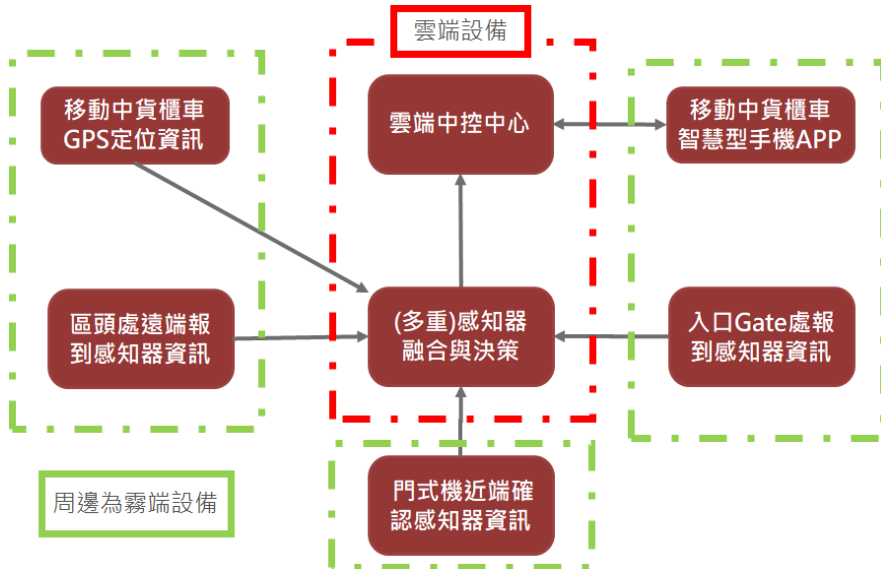 雲端設備
移動中貨櫃車
GPS定位資訊
雲端中控中心
移動中貨櫃車
智慧型手機APP
區頭處遠端報
到感知器資訊
(多重)感知器
融合與決策
入口Gate處報
到感知器資訊
周邊為霧端設備
門式機近端確
認感知器資訊